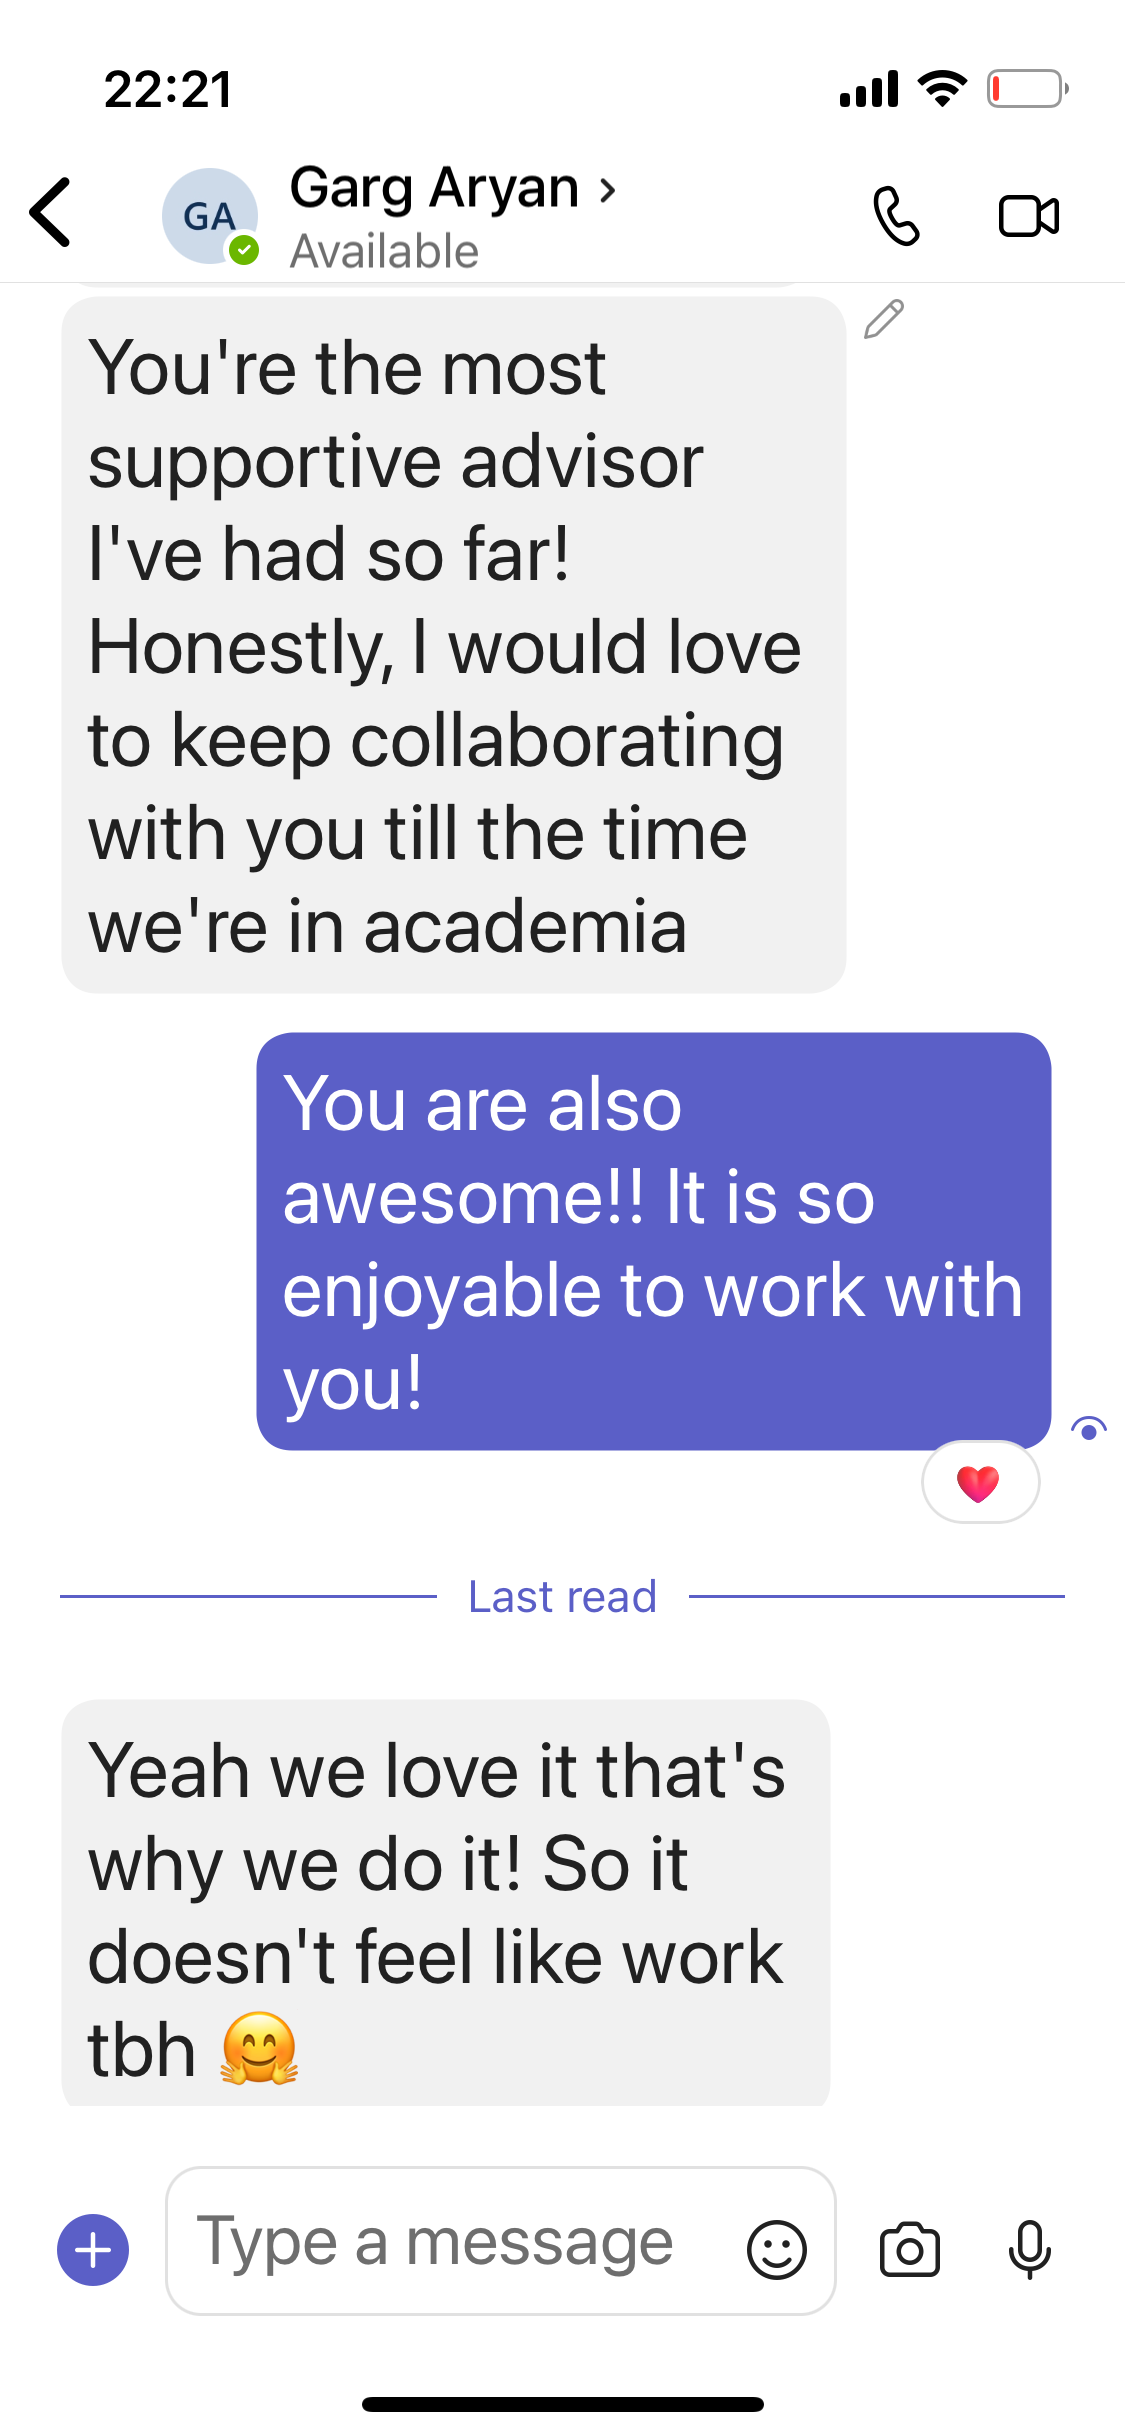 22:21
GA
Garg Aryan
Available
You're the most
supportive advisor
I've had so far!
Honestly, I would love
to keep collaborating
with you till the time
we're in academia
You are also
awesome!! It is so
enjoyable to work with
you!
Last read
Yeah we love it that's
why we do it! So it
doesn't feel like work
tbh 🤗
Type a message